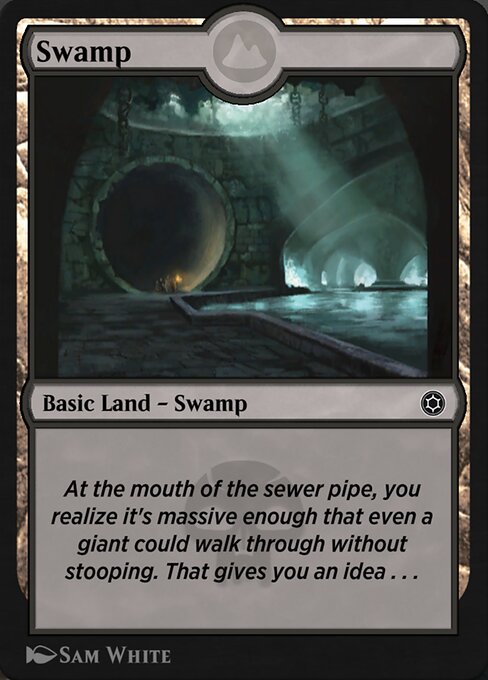 Swamp
Basic Land – Swamp
At the mouth of the sewer pipe, you
realize it's massive enough that even a
giant could walk through without
stooping. That gives you an idea . . .
Sam White